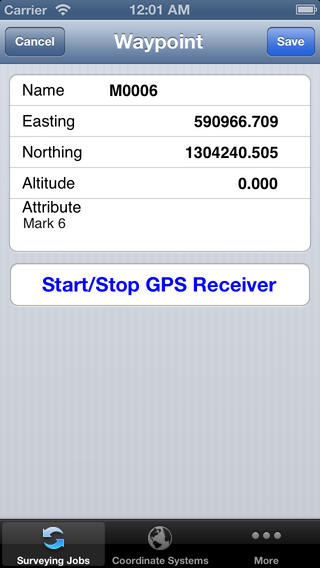 Carrier 12:01 AM
Cancel Waypoint Save
Name M0006
Easting 590966.709
Northing 1304240.505
Altitude 0.000
Attribute
Mark 6
Start/Stop GPS Receiver
Surveying Jobs Coordinate Systems More